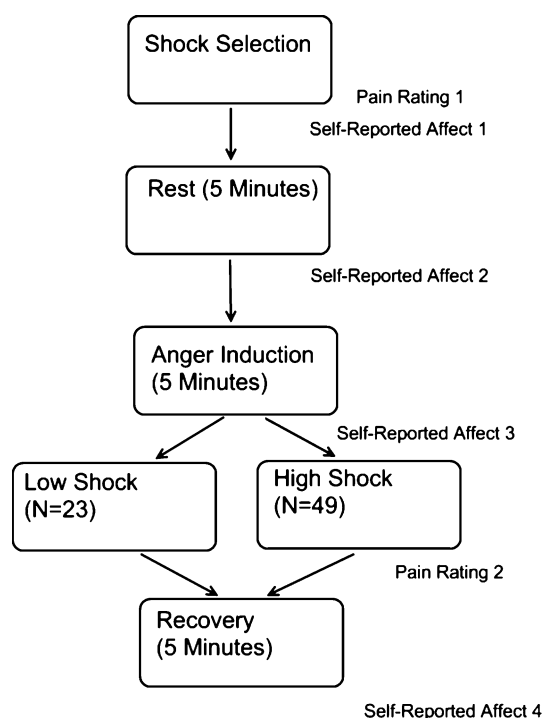 Shock Selection
Pain Rating 1
Self-Reported Affect 1
Rest (5 Minutes)
Self-Reported Affect 2
Anger Induction
(5 Minutes)
Self-Reported Affect 3
Low Shock
(N=23)
High Shock
(N=49)
Pain Rating 2
Recovery
(5 Minutes)
Self-Reported Affect 4